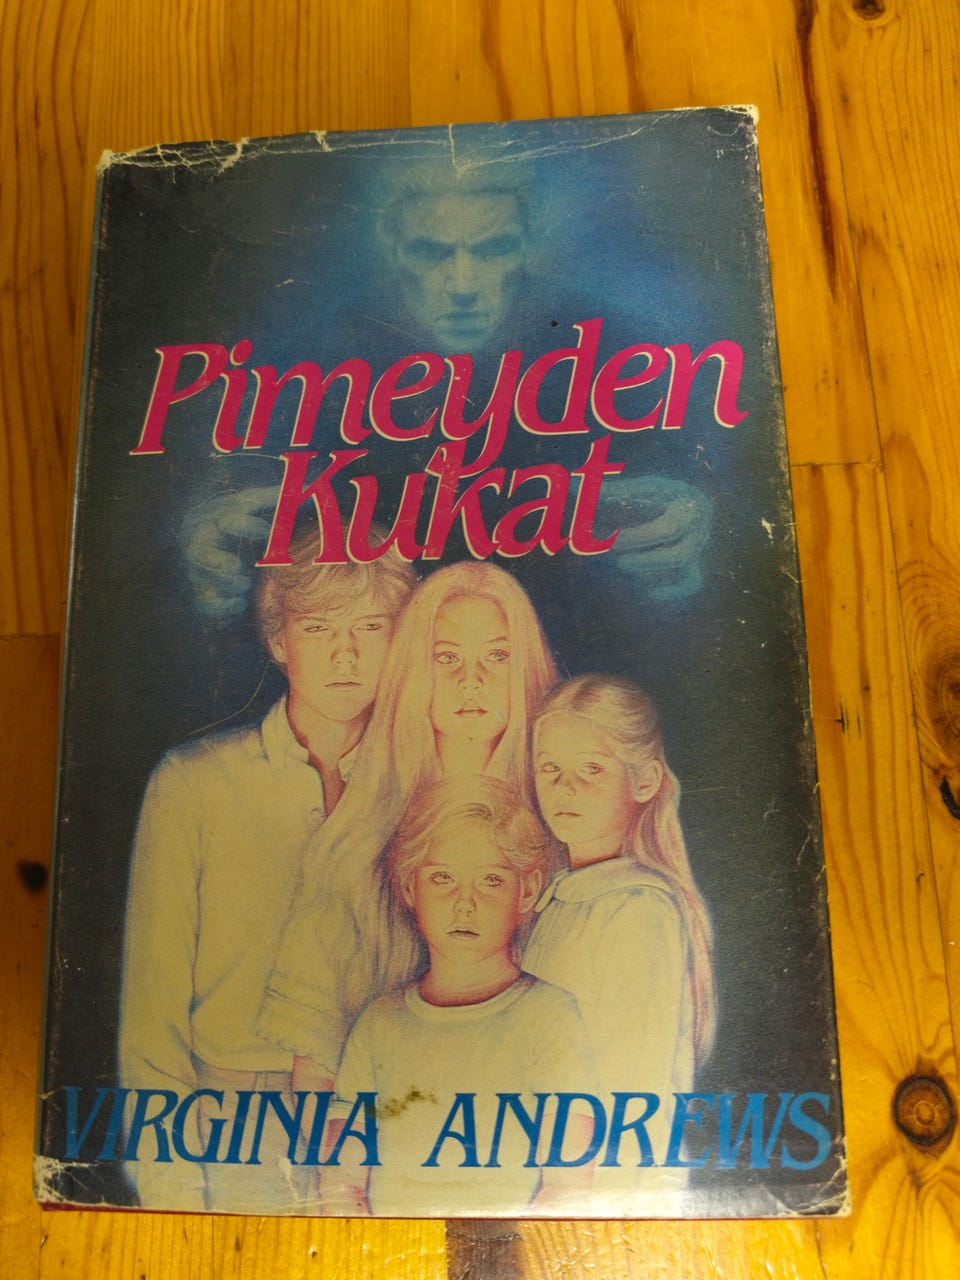 Pimeyden
Kukat
VIRGINIA ANDREWS